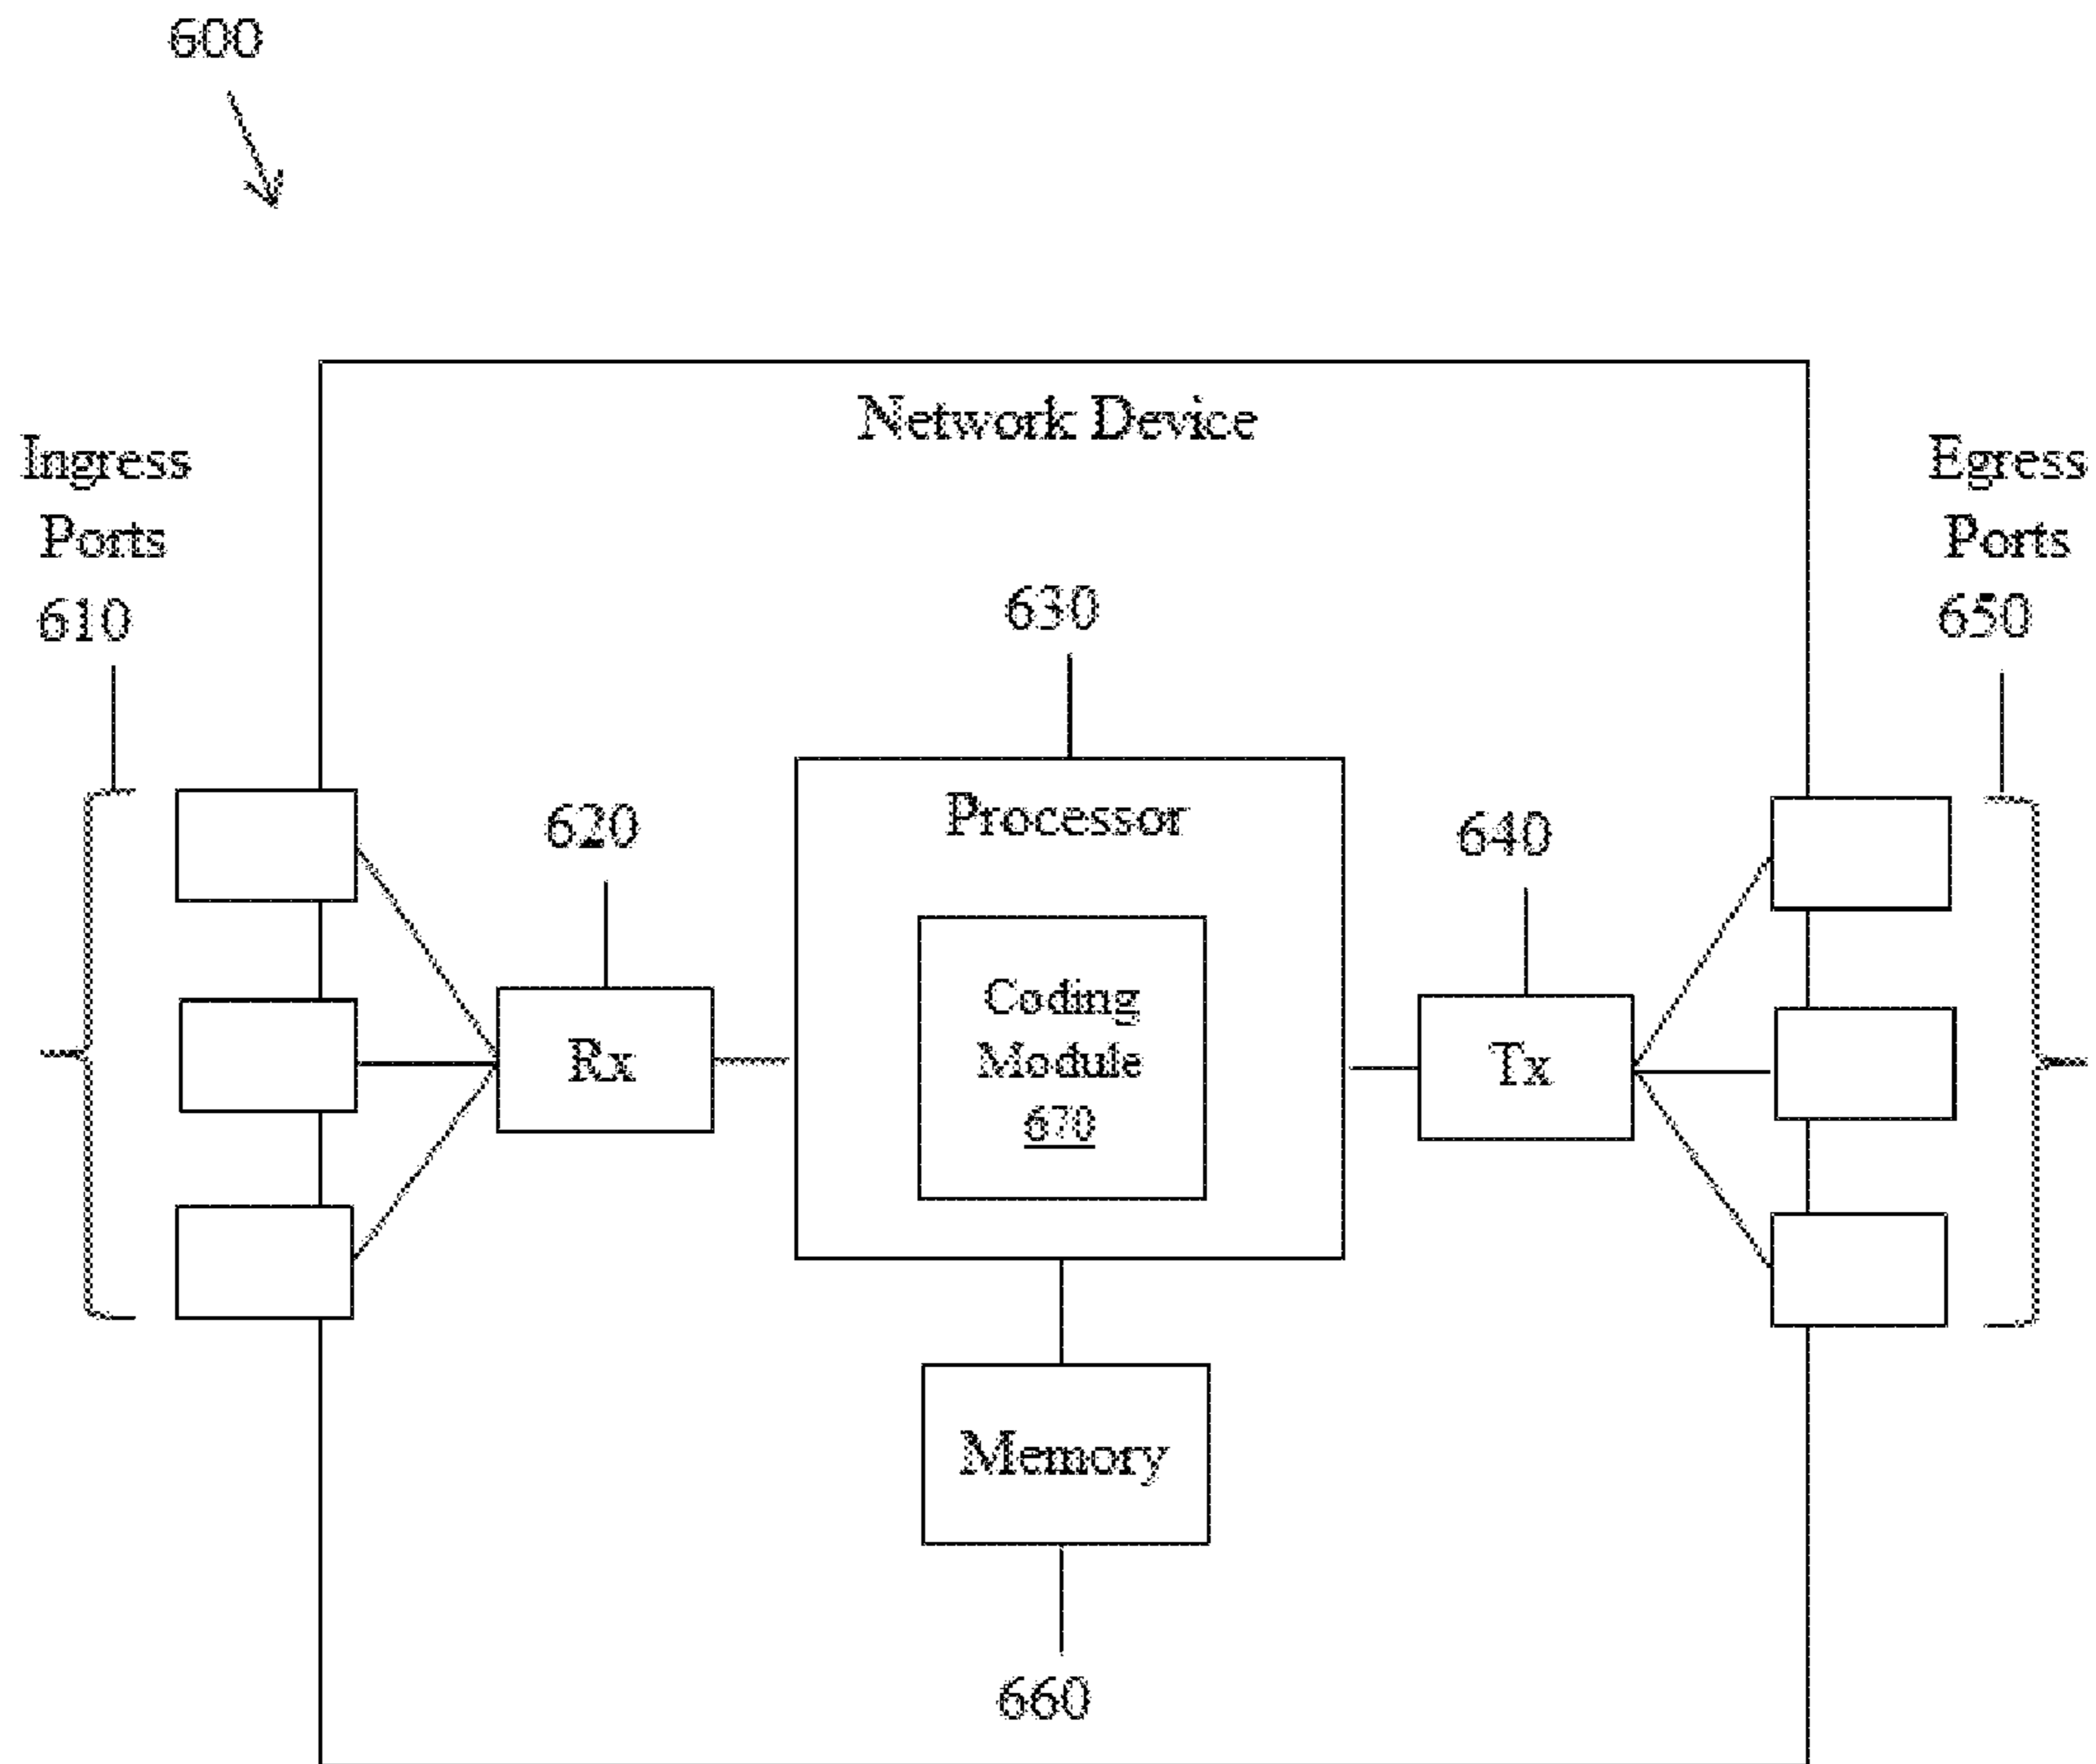 600
Network Device
Ingress
Ports
610
Egress
Ports
650
630
Processor
620
640
Coding
Module
670
Rx
Tx
Memory
660